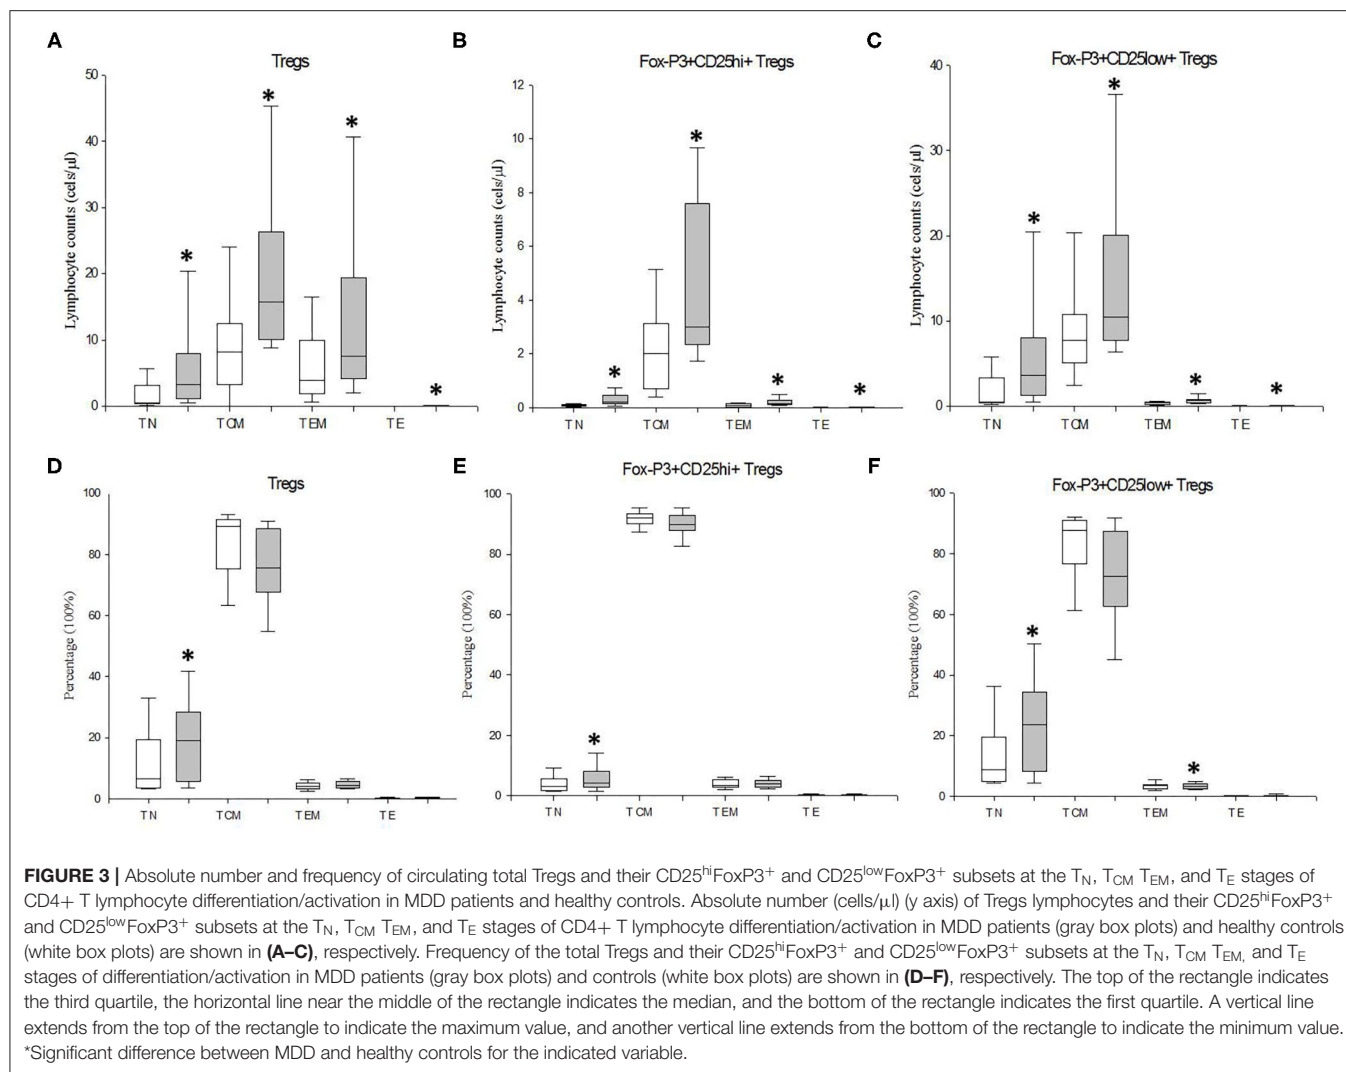 A
Tregs
Lymphocyte counts (cels/µl)
50
40
30
20
10
0
*
*
*
*
TN TCM TEM TE
B
Fox-P3+CD25hi+ Tregs
Lymphocyte counts (cels/µl)
12
10
8
6
4
2
0
*
*
*
*
TN TCM TEM TE
C
Fox-P3+CD25low+ Tregs
Lymphocyte counts (cels/µl)
40
30
20
10
0
*
*
*
*
TN TCM TEM TE
D
Tregs
Percentage (100%)
100
80
60
40
20
0
*
TN TCM TEM TE
E
Fox-P3+CD25hi+ Tregs
Percentage (100%)
100
80
60
40
20
0
*
TN TCM TEM TE
F
Fox-P3+CD25low+ Tregs
Percentage (100%)
100
80
60
40
20
0
*
*
TN TCM TEM TE
FIGURE 3 | Absolute number and frequency of circulating total Tregs and their CD25hiFoxP3+ and CD25lowFoxP3+ subsets at the TN, TCM TEM, and TE stages of
CD4+ T lymphocyte differentiation/activation in MDD patients and healthy controls. Absolute number (cells/µl) (y axis) of Tregs lymphocytes and their CD25hiFoxP3+
and CD25lowFoxP3+ subsets at the TN, TCM TEM, and TE stages of CD4+ T lymphocyte differentiation/activation in MDD patients (gray box plots) and healthy controls
(white box plots) are shown in (A–C), respectively. Frequency of the total Tregs and their CD25hiFoxP3+ and CD25lowFoxP3+ subsets at the TN, TCM TEM, and TE
stages of differentiation/activation in MDD patients (gray box plots) and controls (white box plots) are shown in (D–F), respectively. The top of the rectangle indicates
the third quartile, the horizontal line near the middle of the rectangle indicates the median, and the bottom of the rectangle indicates the first quartile. A vertical line
extends from the top of the rectangle to indicate the maximum value, and another vertical line extends from the bottom of the rectangle to indicate the minimum value.
*Significant difference between MDD and healthy controls for the indicated variable.